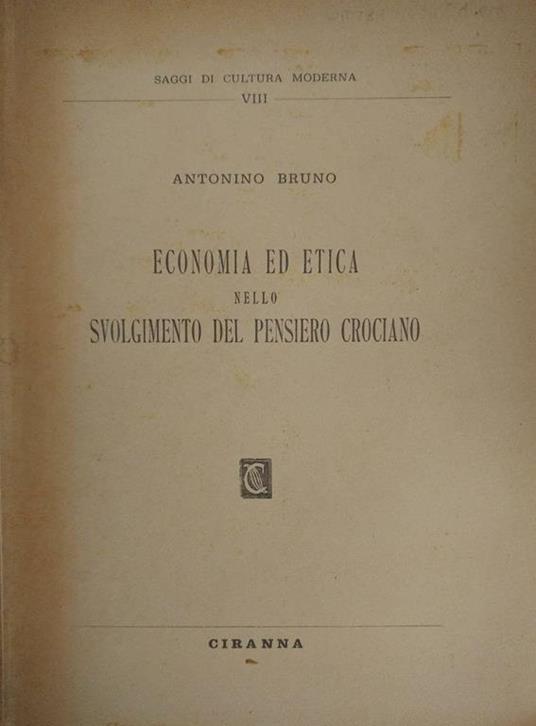 SAGGI DI CULTURA MODERNA
VIII
ANTONINO BRUNO
ECONOMIA ED ETICA
NELLO
SVOLGIMENTO DEL PENSIERO CROCIANO
CIRANNA